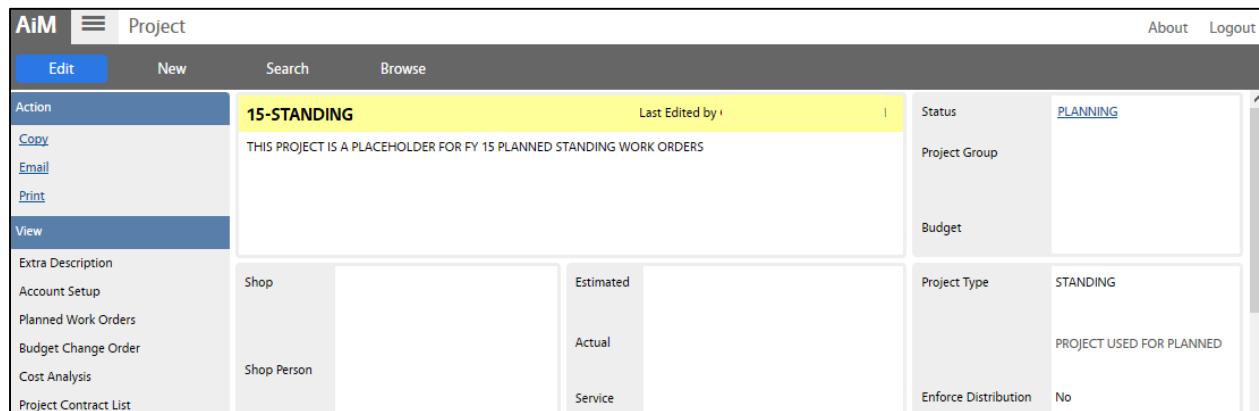 AiM Project About Logout
Edit New Search Browse
Action
Copy
Email
Print
View
Extra Description
Account Setup
Planned Work Orders
Budget Change Order
Cost Analysis
Project Contract List
15-STANDING Last Edited by
THIS PROJECT IS A PLACEHOLDER FOR FY 15 PLANNED STANDING WORK ORDERS
Status PLANNING
Project Group
Budget
Shop
Shop Person
Estimated
Actual
Service
Project Type STANDING
PROJECT USED FOR PLANNED
Enforce Distribution No